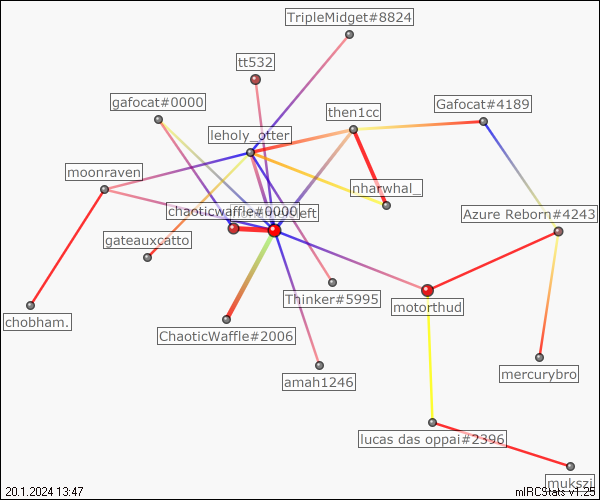 TripleMidget#8824
tt532
gafocat#0000
then1cc
Gafocat#4189
leholy_otter
moonraven
nharwhal_
chaoticwaffle#0000
eft
Azure Reborn#4243
gateauxcatto
Thinker#5995
motorthud
chobham.
ChaoticWaffle#2006
amah1246
mercurybro
lucas das oppai#2396
mukszi
20.1.2024 13:47
mIRCStats v1.25